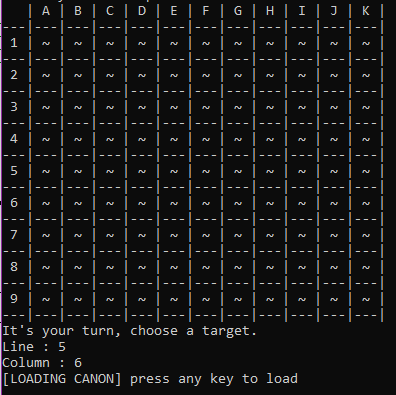 | A | B | C | D | E | F | G | H | I | J | K |
---|---|---|---|---|---|---|---|---|---|---|---|
1 | ~ | ~ | ~ | ~ | ~ | ~ | ~ | ~ | ~ | ~ | ~ |
---|---|---|---|---|---|---|---|---|---|---|---|
2 | ~ | ~ | ~ | ~ | ~ | ~ | ~ | ~ | ~ | ~ | ~ |
---|---|---|---|---|---|---|---|---|---|---|---|
3 | ~ | ~ | ~ | ~ | ~ | ~ | ~ | ~ | ~ | ~ | ~ |
---|---|---|---|---|---|---|---|---|---|---|---|
4 | ~ | ~ | ~ | ~ | ~ | ~ | ~ | ~ | ~ | ~ | ~ |
---|---|---|---|---|---|---|---|---|---|---|---|
5 | ~ | ~ | ~ | ~ | ~ | ~ | ~ | ~ | ~ | ~ | ~ |
---|---|---|---|---|---|---|---|---|---|---|---|
6 | ~ | ~ | ~ | ~ | ~ | ~ | ~ | ~ | ~ | ~ | ~ |
---|---|---|---|---|---|---|---|---|---|---|---|
7 | ~ | ~ | ~ | ~ | ~ | ~ | ~ | ~ | ~ | ~ | ~ |
---|---|---|---|---|---|---|---|---|---|---|---|
8 | ~ | ~ | ~ | ~ | ~ | ~ | ~ | ~ | ~ | ~ | ~ |
---|---|---|---|---|---|---|---|---|---|---|---|
9 | ~ | ~ | ~ | ~ | ~ | ~ | ~ | ~ | ~ | ~ | ~ |
---|---|---|---|---|---|---|---|---|---|---|---|
It's your turn, choose a target.
Line : 5
Column : 6
[LOADING CANON] press any key to load